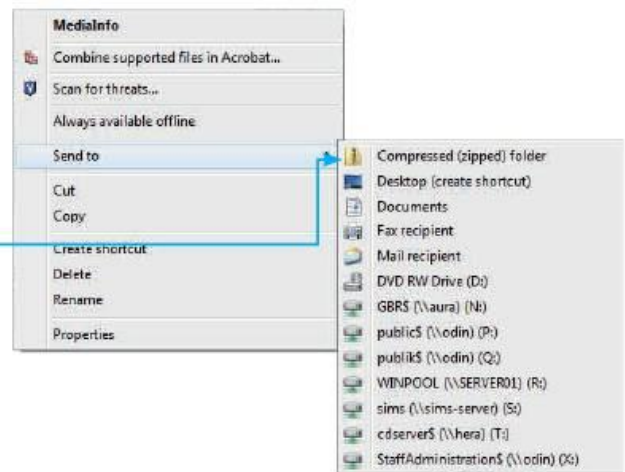 MediaInfo
Combine supported files in Acrobat...
Scan for threats...
Always available offline
Send to
Cut
Copy
Create shortcut
Delete
Rename
Properties
Compressed (zipped) folder
Desktop (create shortcut)
Documents
Fax recipient
Mail recipient
DVD RW Drive (D:)
GBR$ (\\aura) (N:)
public$ (\\odin) (P:)
publik$ (\\odin) (Q:)
WINPOOL (\\SERVER01) (R:)
sims (\\sims-server) (S:)
cdserver$ (\\hera) (T:)
StaffAdministration$ (\\odin) (X:)